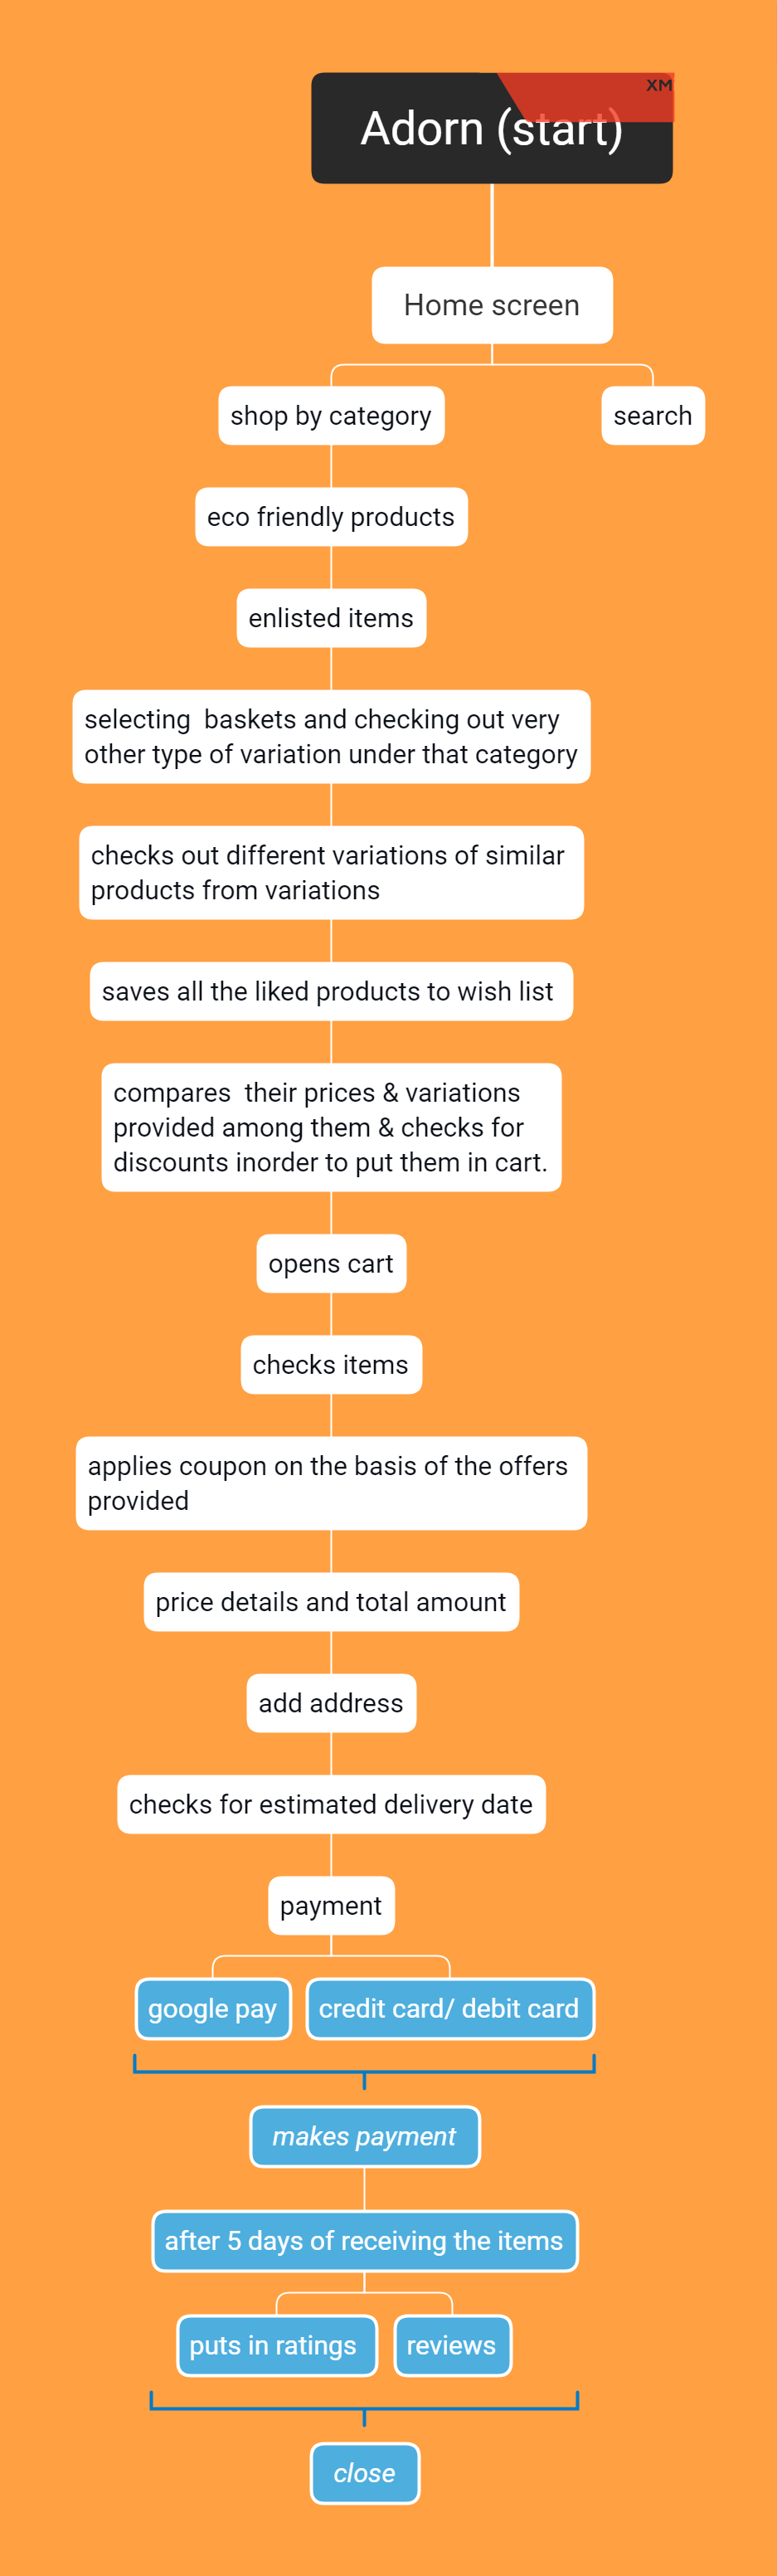 XM
Adorn (start)
Home screen
shop by category
search
eco friendly products
enlisted items
selecting  baskets and checking out very
other type of variation under that category
checks out different variations of similar
products from variations
saves all the liked products to wish list
compares  their prices & variations
provided among them & checks for
discounts inorder to put them in cart.
opens cart
checks items
applies coupon on the basis of the offers
provided
price details and total amount
add address
checks for estimated delivery date
payment
google pay
credit card/ debit card
makes payment
after 5 days of receiving the items
puts in ratings
reviews
close